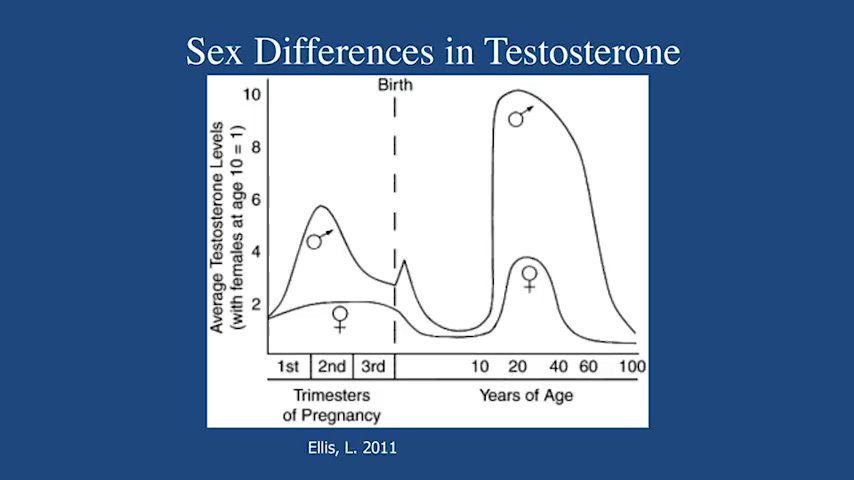 Sex Differences in Testosterone
Birth
Average Testosterone Levels
(with females at age 10 = 1)
10
8
6
4
2
♂
♂
♀
♀
1st 2nd 3rd 10 20 40 60 100
Trimesters
of Pregnancy
Years of Age
Ellis, L. 2011